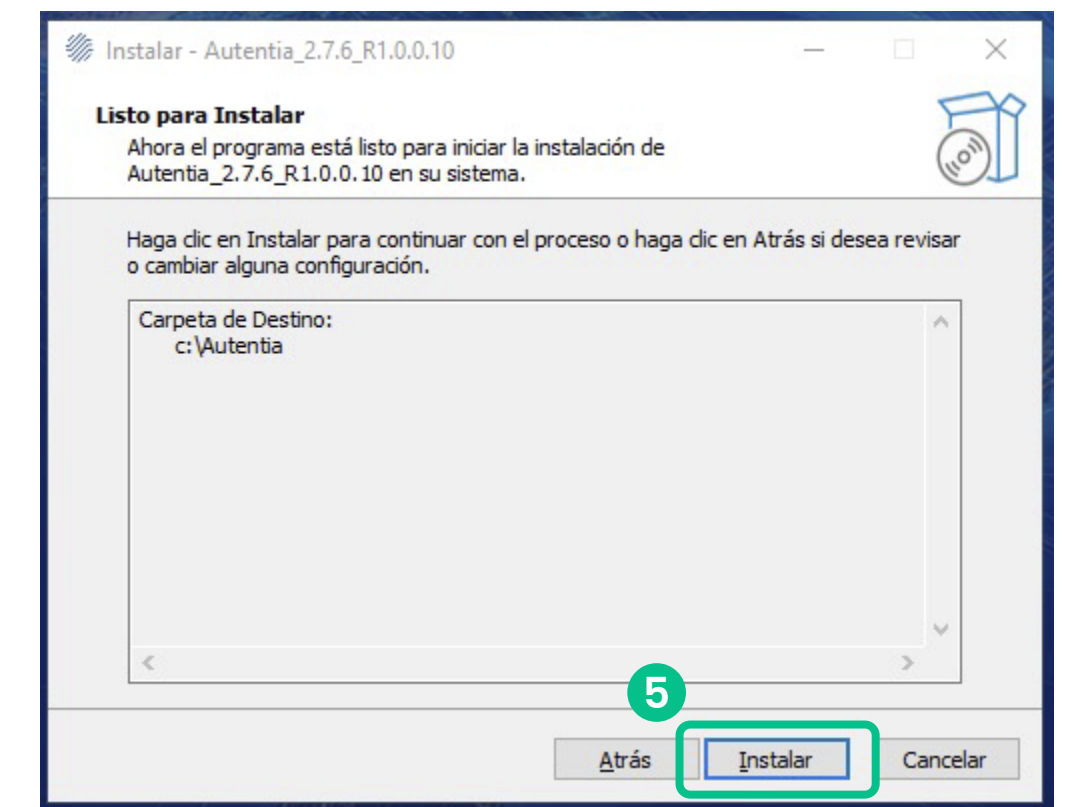 Instalar - Autentia_2.7.6_R1.0.0.10
Listo para Instalar
Ahora el programa está listo para iniciar la instalación de
Autentia_2.7.6_R1.0.0.10 en su sistema.
Haga clic en Instalar para continuar con el proceso o haga clic en Atrás si desea revisar
o cambiar alguna configuración.
Carpeta de Destino:
c:\Autentia
5
Atrás
Instalar
Cancelar